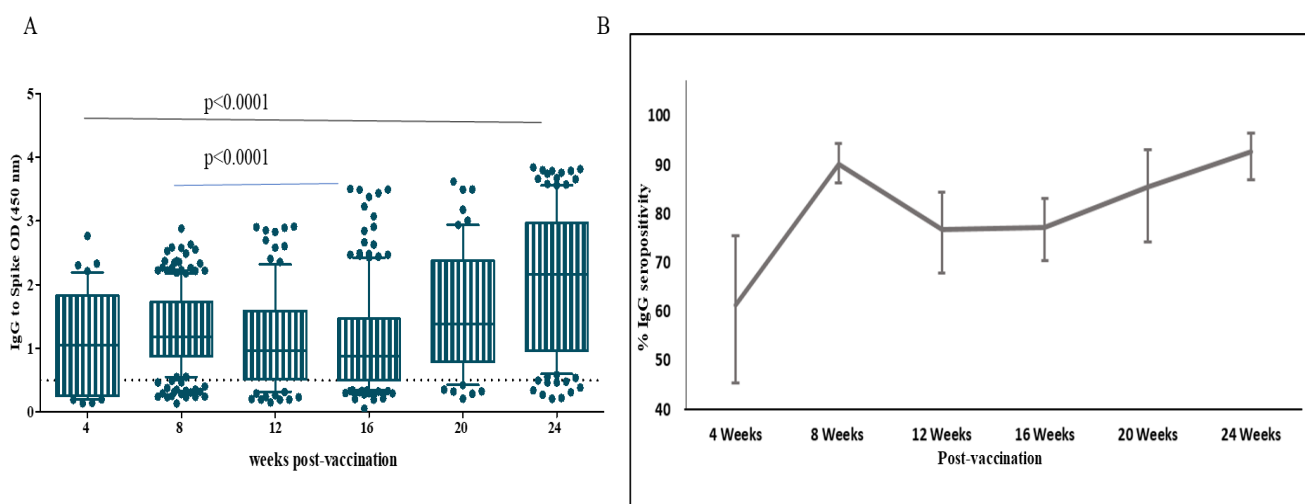 A
B
p<0.0001
p<0.0001
IgG to Spike OD (450 nm)
5
4
3
2
1
0
4 8 12 16 20 24
weeks post-vaccination
% IgG seropositivity
100
90
80
70
60
50
40
4 Weeks 8 Weeks 12 Weeks 16 Weeks 20 Weeks 24 Weeks
Post-vaccination